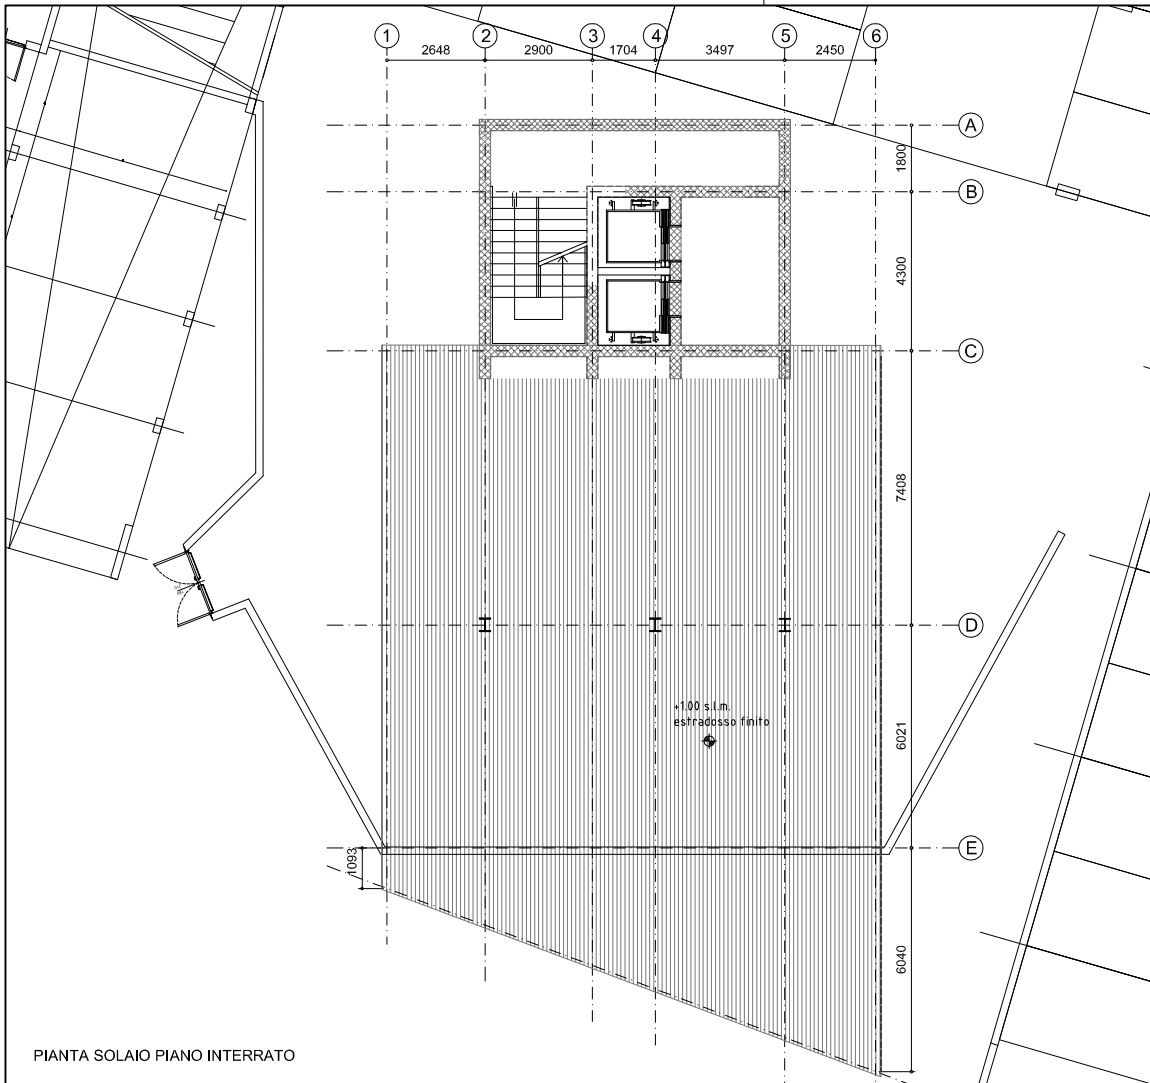 1 2 3 4 5 6
2648 2900 1704 3497 2450
A
1800
B
4300
C
7408
D
+1.00 s.l.m.
estradosso finito
6021
E
1093
6040
PIANTA SOLAIO PIANO INTERRATO